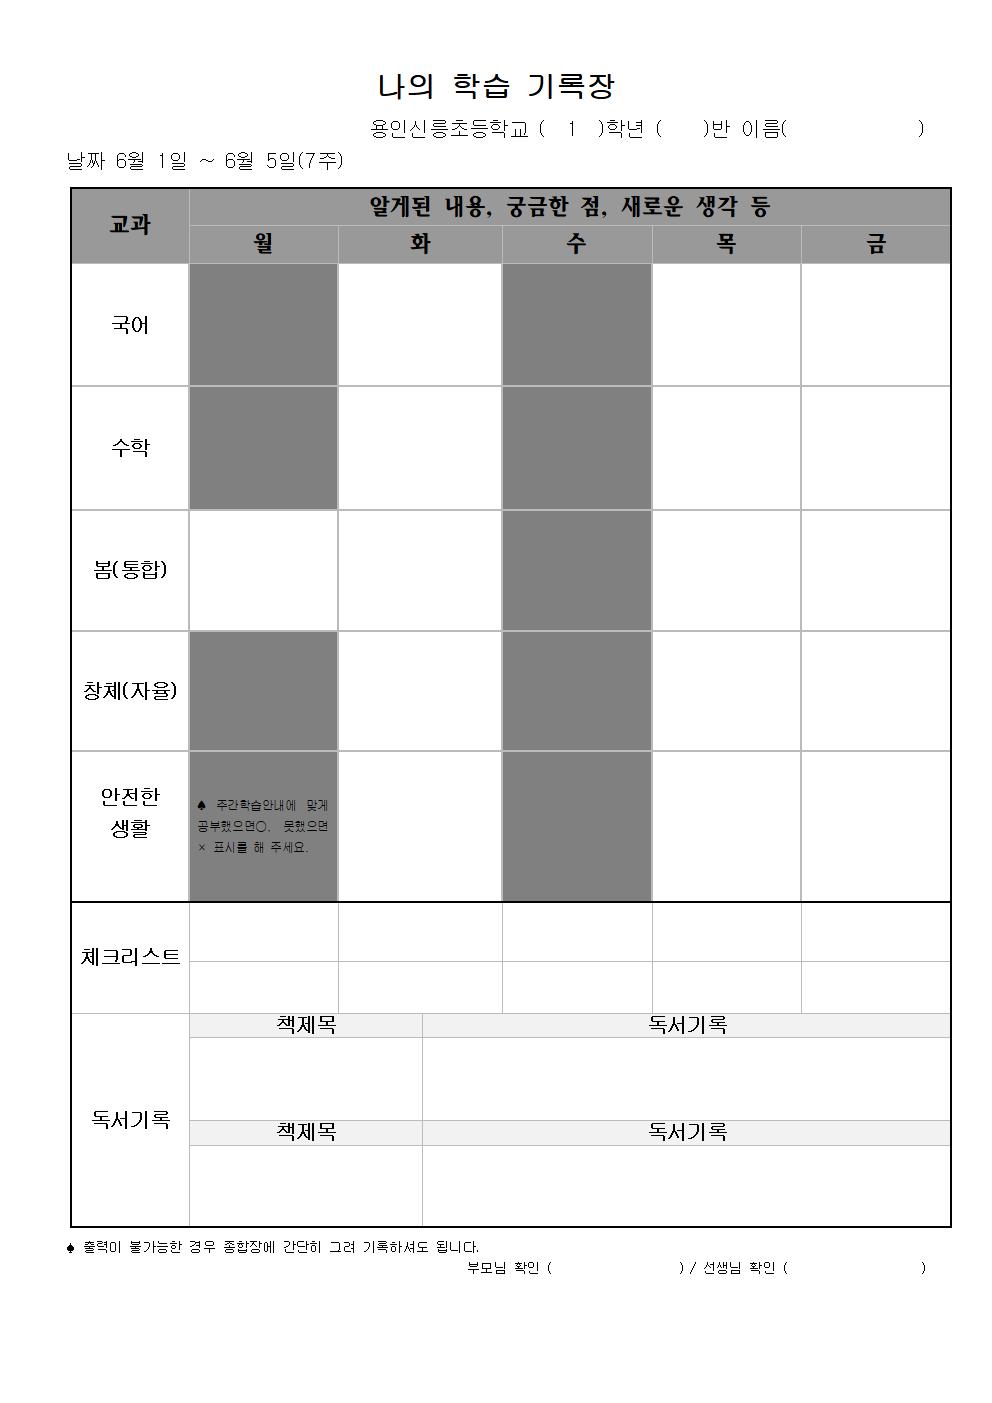 나의 학습 기록장
용인신릉초등학교 ( 1 )학년 ( )반 이름( )
날짜 6월 1일 ~ 6월 5일(7주)
교과
알게된 내용, 궁금한 점, 새로운 생각 등
월 화 수 목 금
국어
수학
봄(통합)
창체(자율)
안전한
생활
♠ 주간학습안내에 맞게
공부했으면○, 못했으면
× 표시를 해 주세요.
체크리스트
독서기록
책제목 독서기록
책제목 독서기록
♠ 출력이 불가능한 경우 종합장에 간단히 그려 기록하셔도 됩니다.
부모님 확인 ( ) / 선생님 확인 ( )